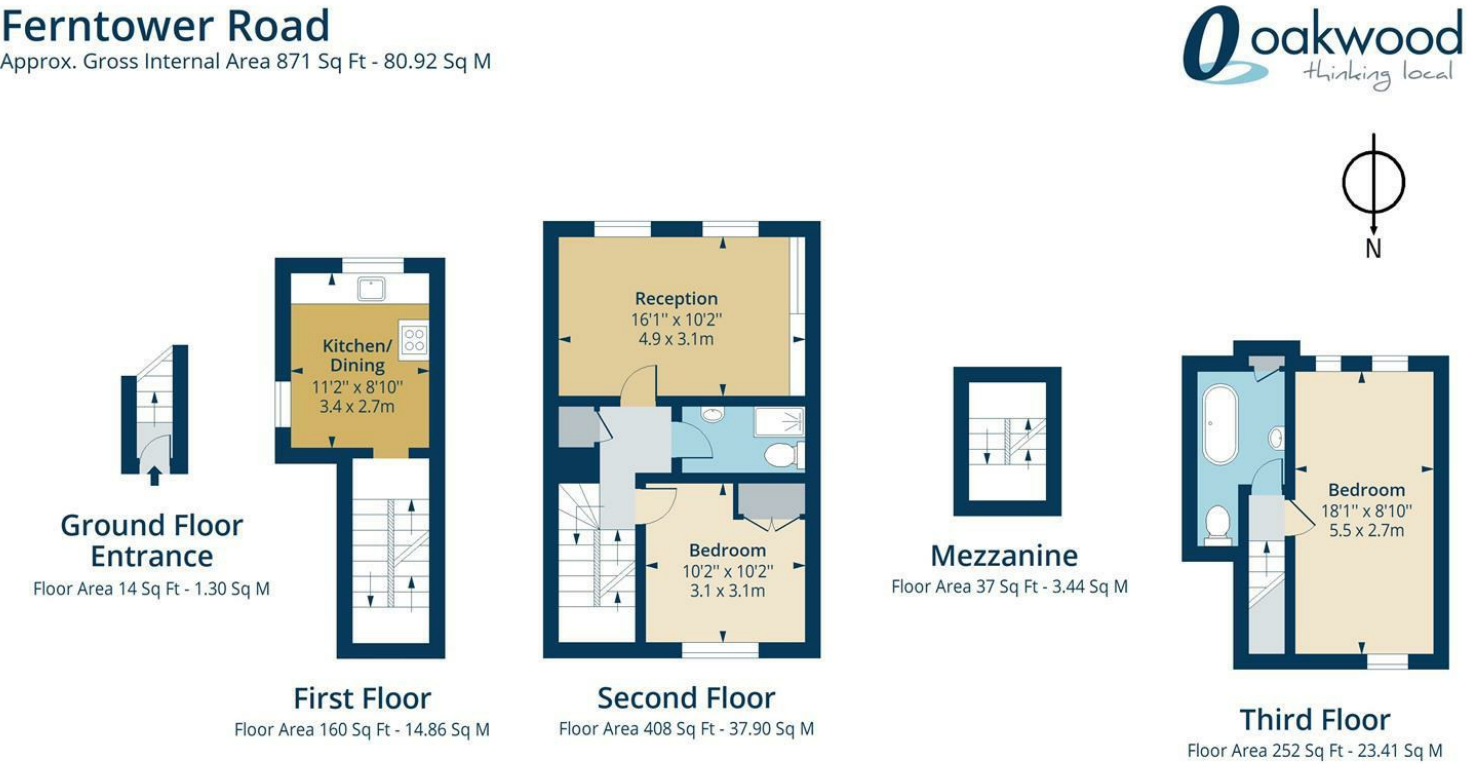 Ferntower Road
Approx. Gross Internal Area 871 Sq Ft - 80.92 Sq M
oakwood
thinking local
N
Ground Floor
Entrance
Floor Area 14 Sq Ft - 1.30 Sq M
Kitchen/
Dining
11'2'' x 8'10''
3.4 x 2.7m
First Floor
Floor Area 160 Sq Ft - 14.86 Sq M
Reception
16'1'' x 10'2''
4.9 x 3.1m
Bedroom
10'2'' x 10'2''
3.1 x 3.1m
Second Floor
Floor Area 408 Sq Ft - 37.90 Sq M
Mezzanine
Floor Area 37 Sq Ft - 3.44 Sq M
Bedroom
18'1'' x 8'10''
5.5 x 2.7m
Third Floor
Floor Area 252 Sq Ft - 23.41 Sq M